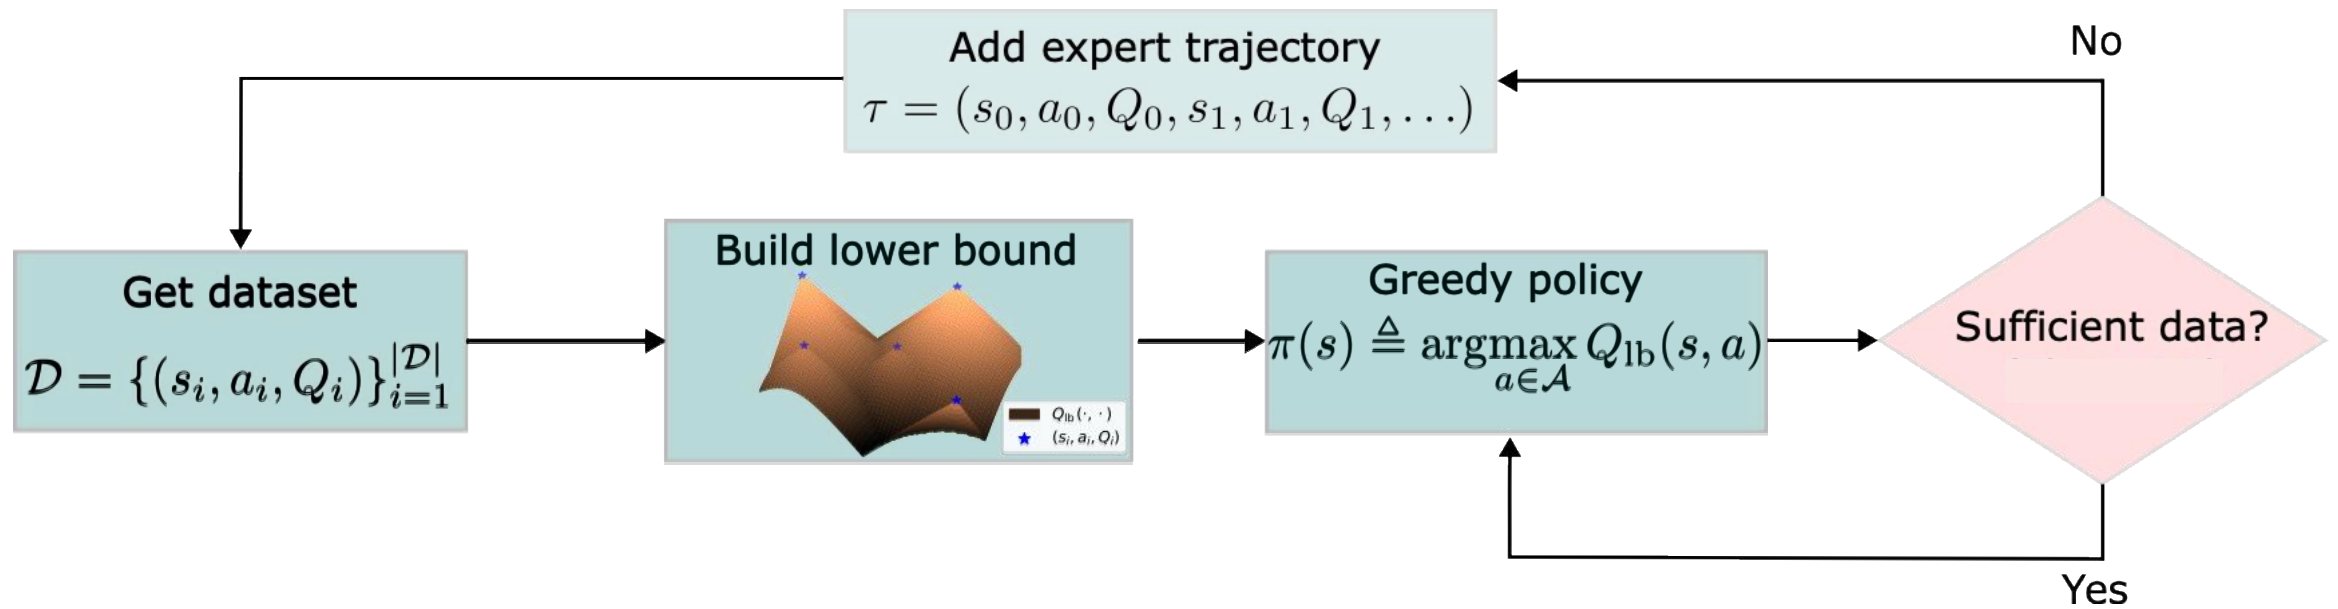 Add expert trajectory
τ = (s₀, a₀, Q₀, s₁, a₁, Q₁, …)
No
Get dataset
𝒟 = {(sᵢ, aᵢ, Qᵢ)}ᵢ₌₁^|𝒟|
Build lower bound
Q_lb(·, ·)
(sᵢ, aᵢ, Qᵢ)
Greedy policy
π(s) ≜ argmax Q_lb(s, a)
a∈𝒜
Sufficient data?
Yes